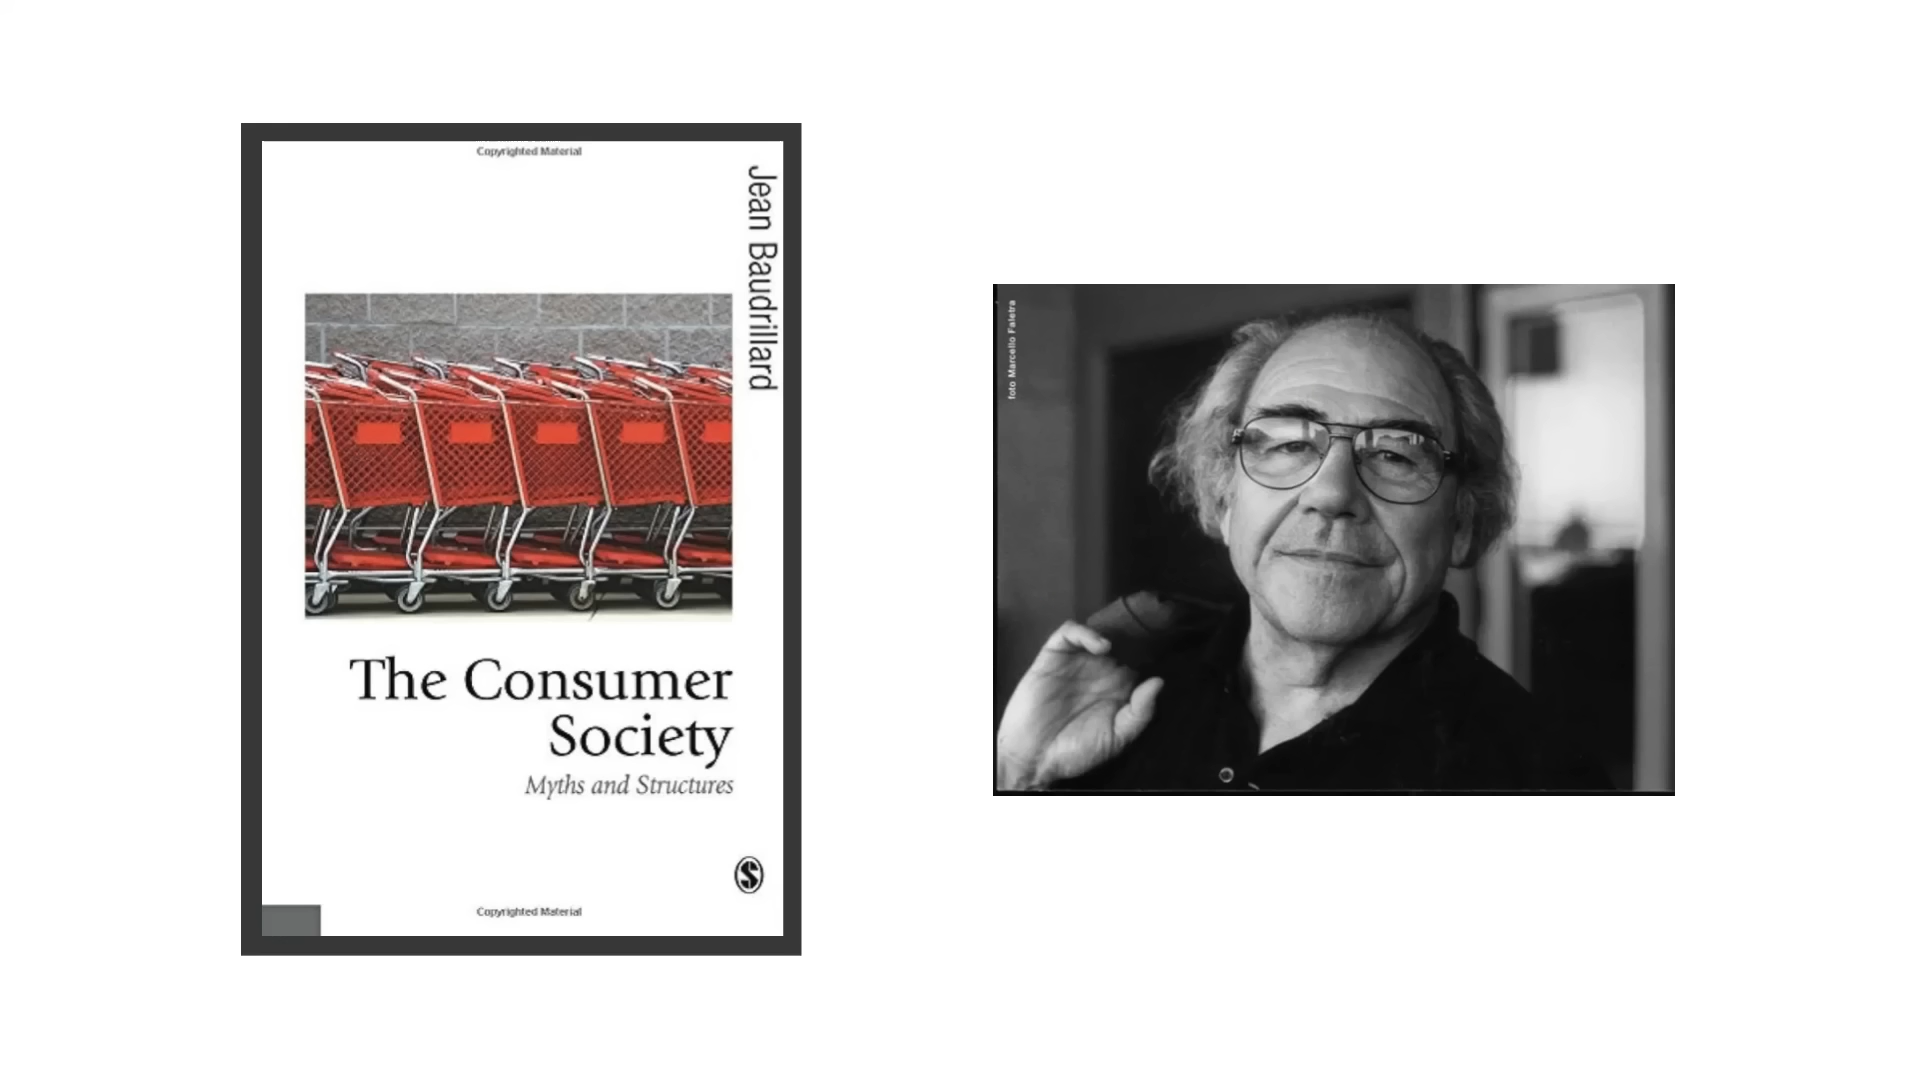 Copyrighted Material
Jean Baudrillard
The Consumer
Society
Myths and Structures
S
Copyrighted Material
foto Marcello Faletra